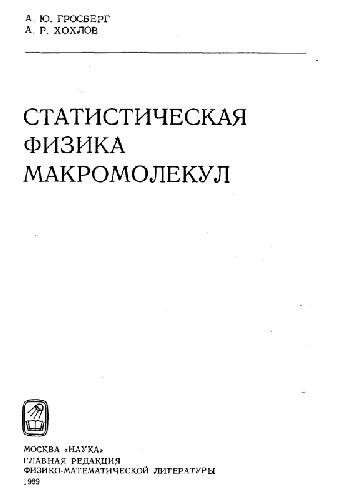 А. Ю. ГРОСБЕРГ
А. Р. ХОХЛОВ
СТАТИСТИЧЕСКАЯ
ФИЗИКА
МАКРОМОЛЕКУЛ
МОСКВА «НАУКА»
ГЛАВНАЯ РЕДАКЦИЯ
ФИЗИКО-МАТЕМАТИЧЕСКОЙ ЛИТЕРАТУРЫ
1989